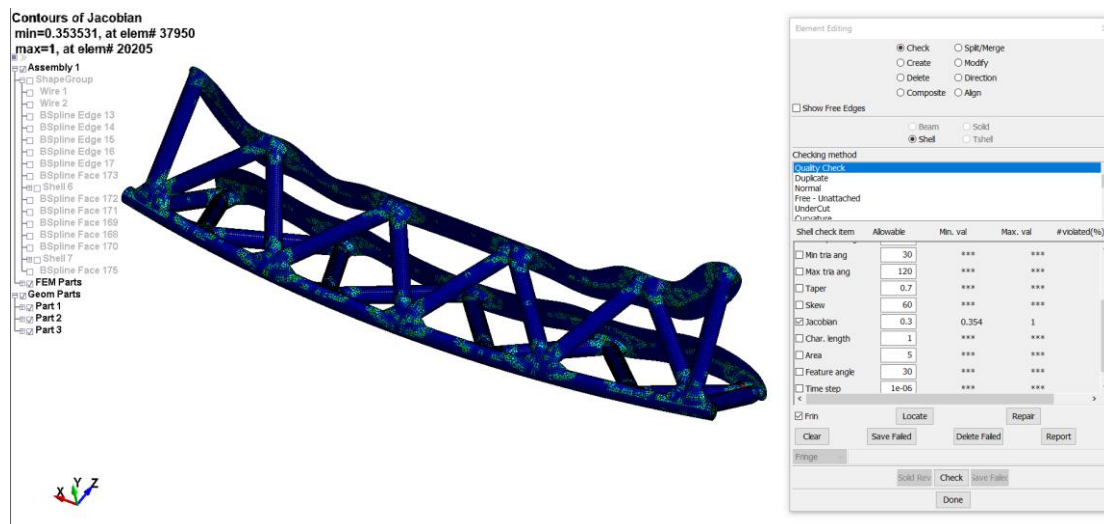 Contours of Jacobian
min=0.353531, at elem# 37950
max=1, at elem# 20205
Assembly 1
ShapeGroup
Wire 1
Wire 2
BSpline Edge 13
BSpline Edge 14
BSpline Edge 15
BSpline Edge 16
BSpline Edge 17
BSpline Face 173
Shell 6
BSpline Face 172
BSpline Face 171
BSpline Face 169
BSpline Face 168
BSpline Face 170
Shell 7
BSpline Face 175
FEM Parts
Geom Parts
Part 1
Part 2
Part 3
X Y Z
Element Editing
Check Split/Merge
Create Modify
Delete Direction
Composite Align
Show Free Edges
Beam Solid
Shell Tshell
Checking method
Quality Check
Duplicate
Normal
Free - Unattached
UnderCut
Curvature
Shell check item Allowable Min. val Max. val #violated(%)
Min tria ang 30 *** ***
Max tria ang 120 *** ***
Taper 0.7 *** ***
Skew 60 *** ***
Jacobian 0.3 0.354 1
Char. length 1 *** ***
Area 5 *** ***
Feature angle 30 *** ***
Time step 1e-06 *** ***
Frin Locate Repair
Clear Save Failed Delete Failed Report
Fringe
Solid Rev Check Save Failed
Done